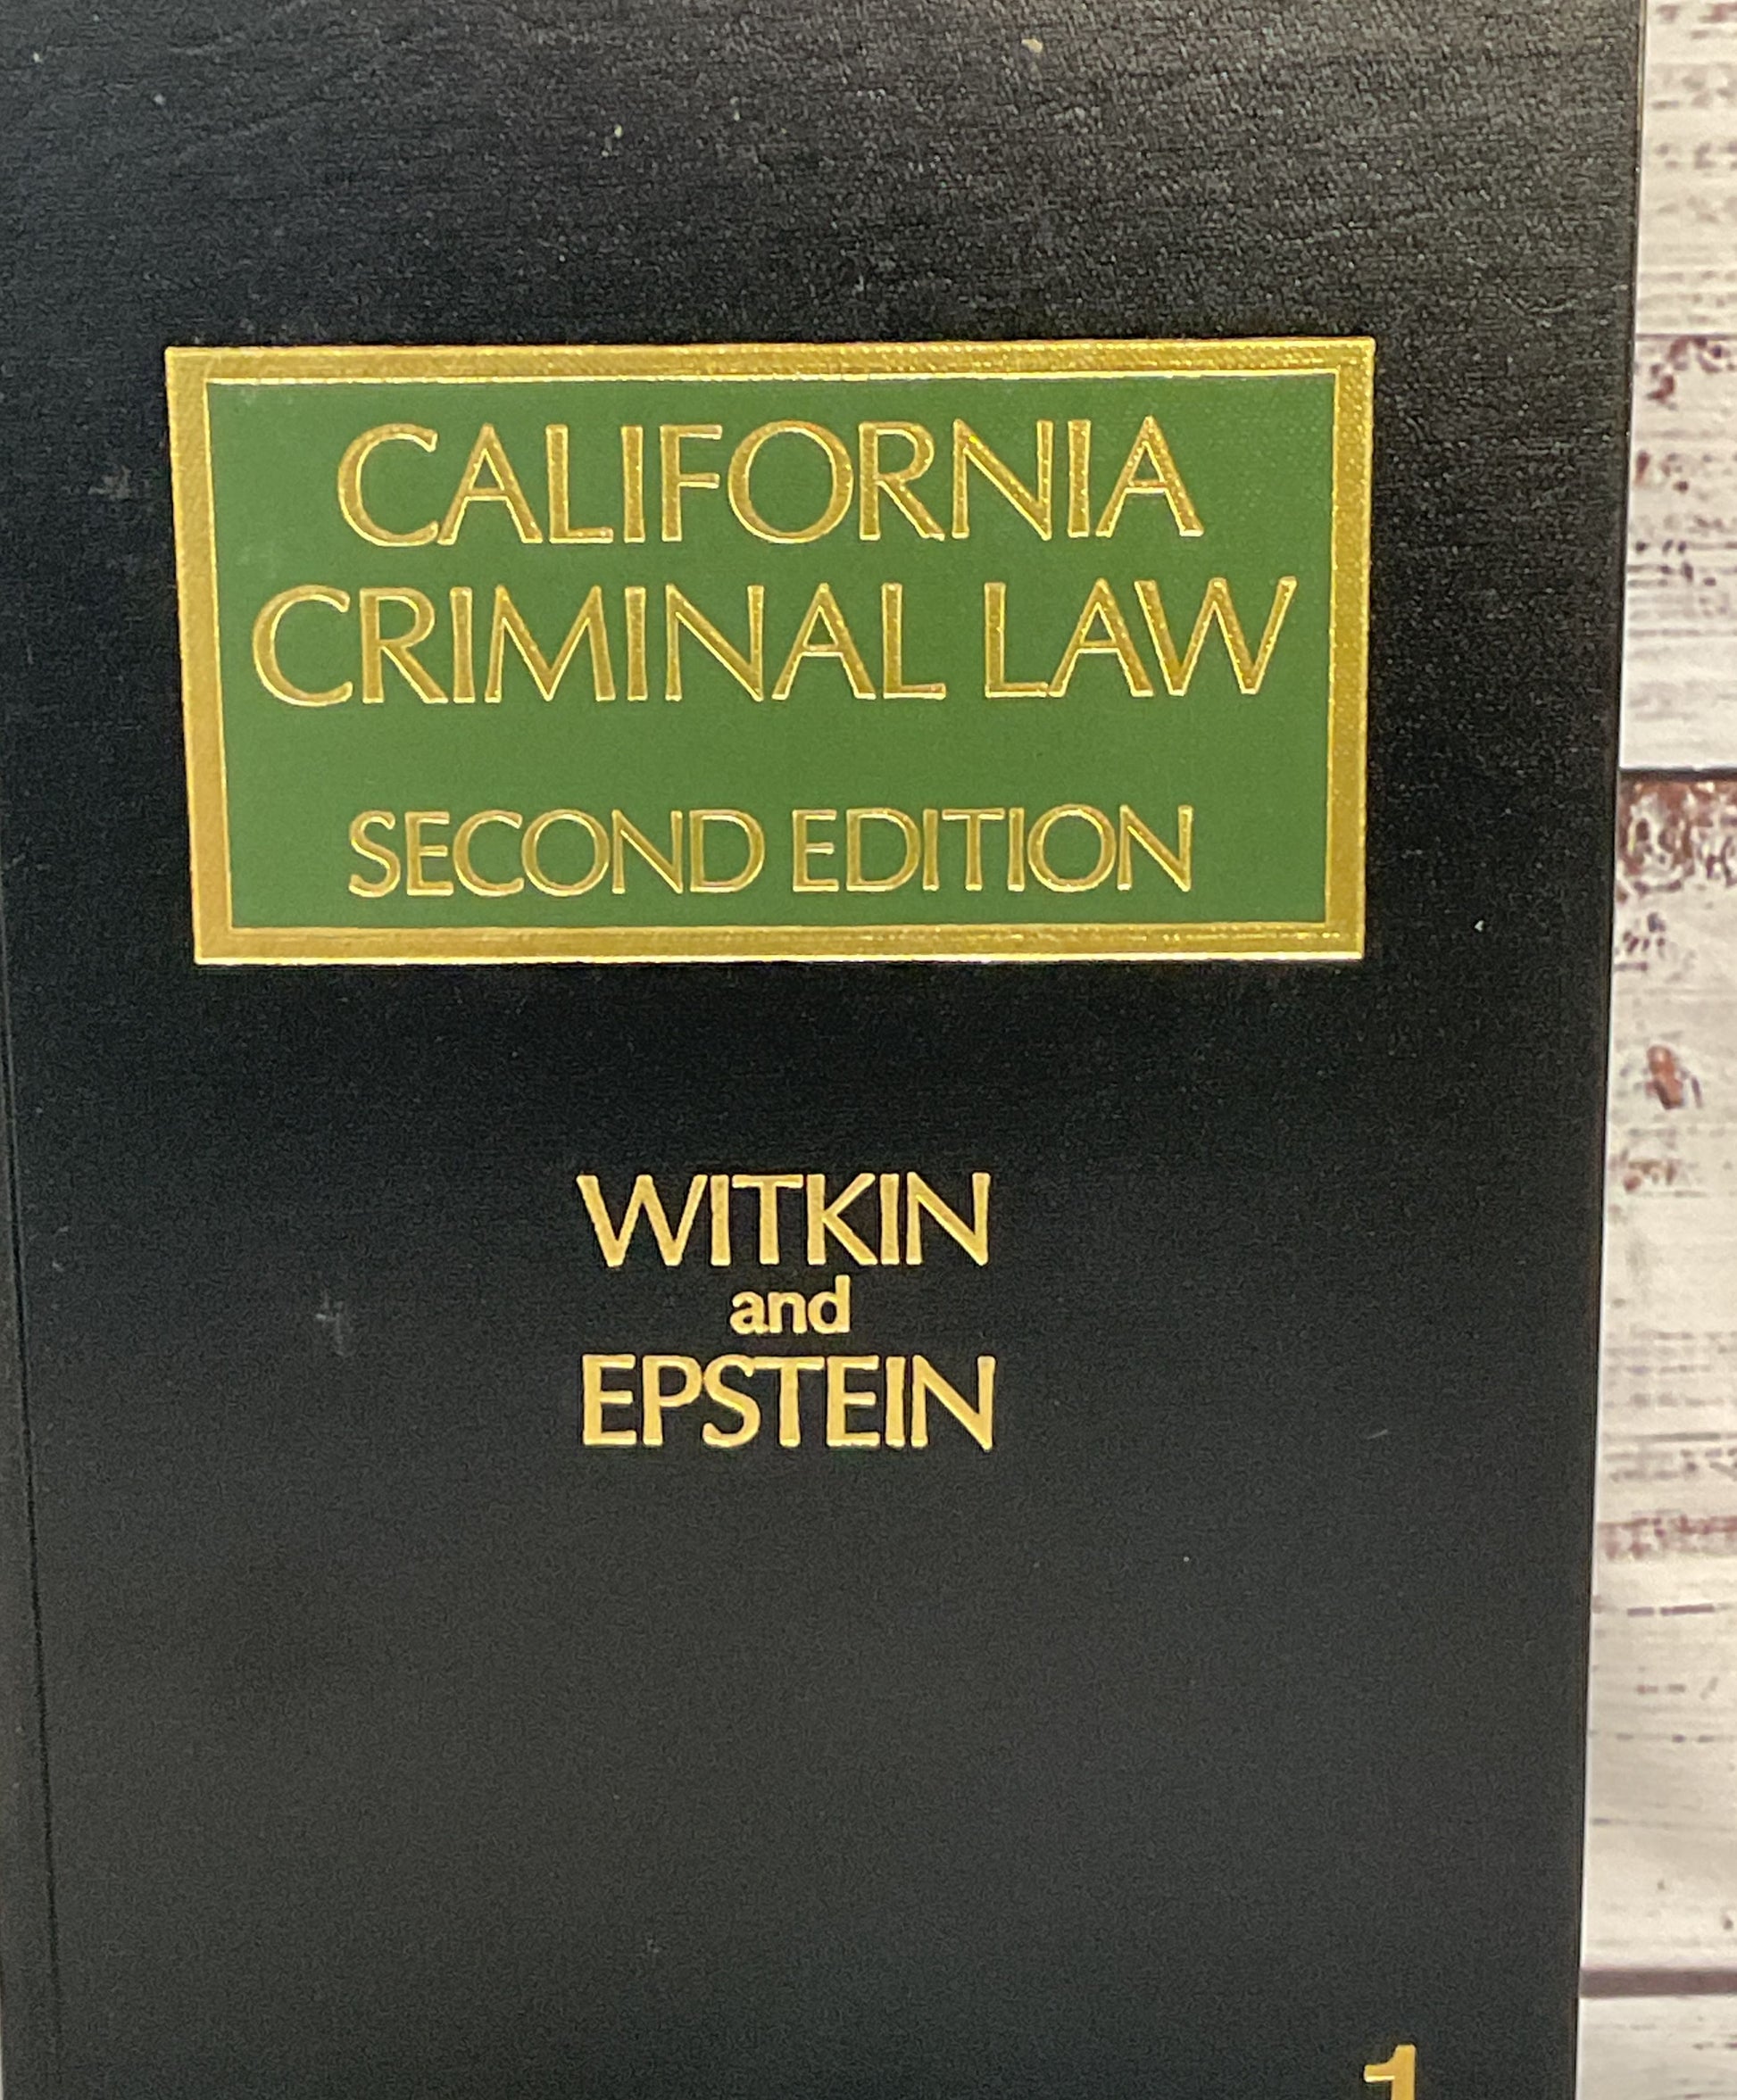 CALIFORNIA
CRIMINAL LAW
SECOND EDITION
WITKIN
and
EPSTEIN
1